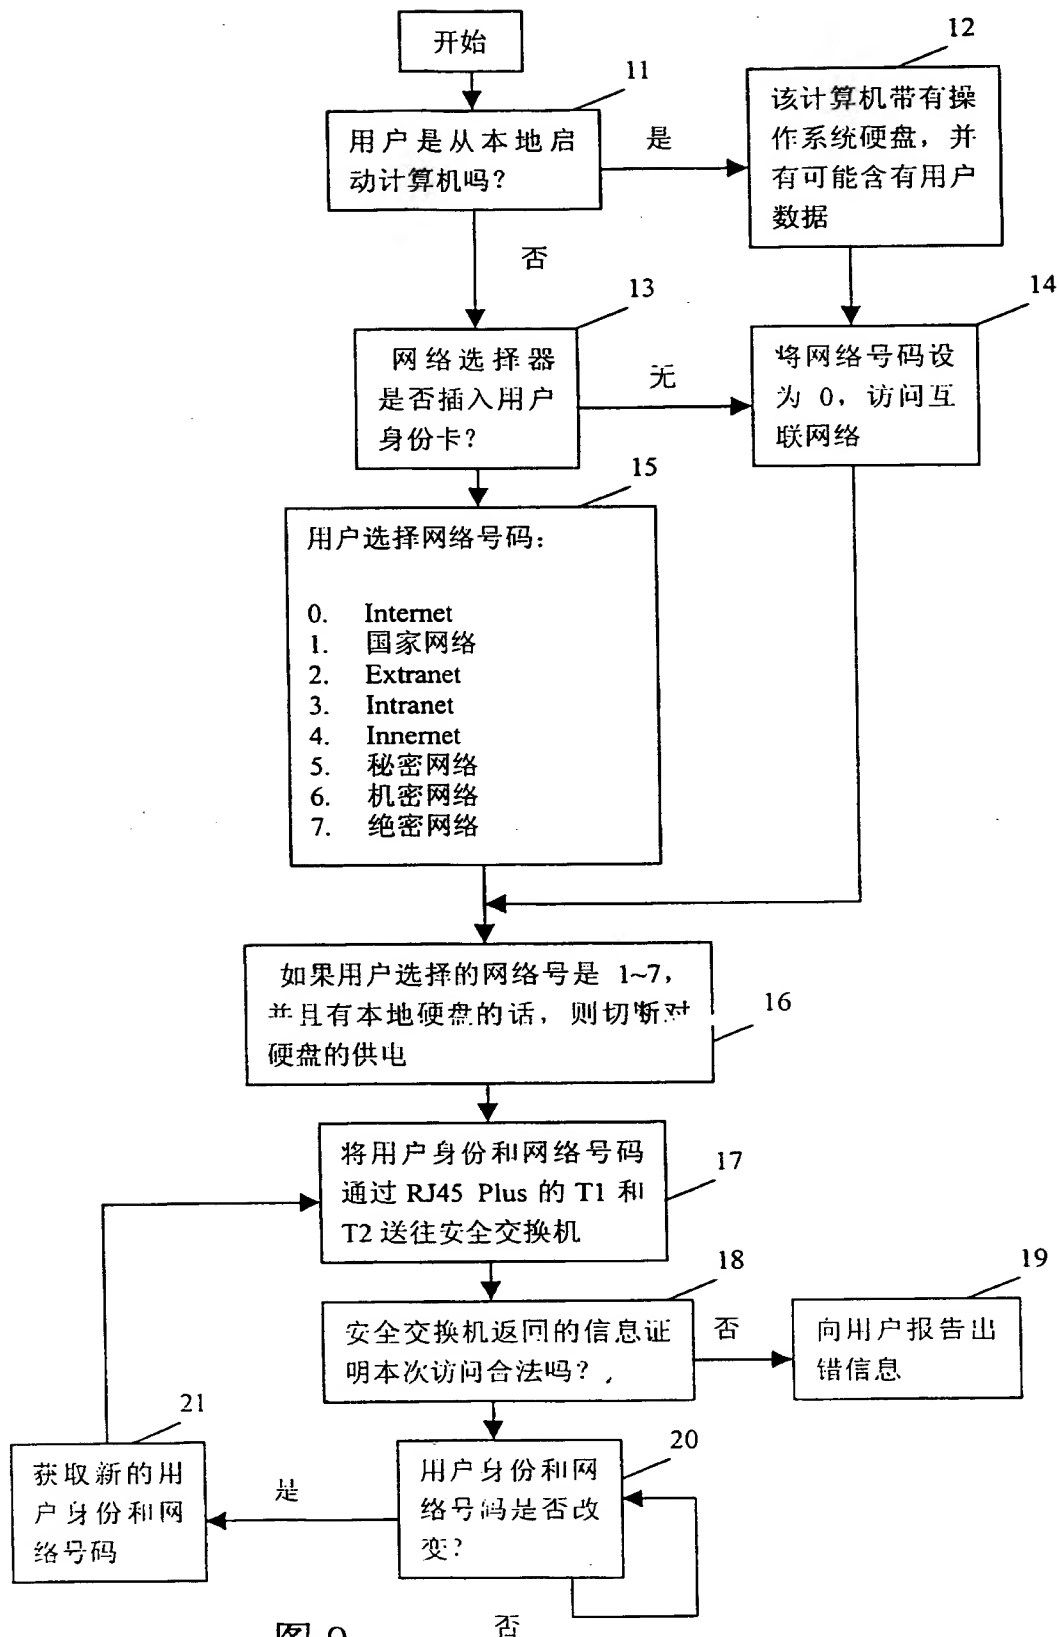 开始
11
用户是从本地启
动计算机吗？
是
12
该计算机带有操
作系统硬盘，并
有可能含有用户
数据
否
13
网络选择器
是否插入用户
身份卡？
无
14
将网络号码设
为 0，访问互
联网络
15
用户选择网络号码：
0. Internet
1. 国家网络
2. Extranet
3. Intranet
4. Innernet
5. 秘密网络
6. 机密网络
7. 绝密网络
如果用户选择的网络号是 1~7，
并且有本地硬盘的话，则切断对
硬盘的供电
16
将用户身份和网络号码
通过 RJ45 Plus 的 T1 和
T2 送往安全交换机
17
18
安全交换机返回的信息证
明本次访问合法吗？
否
19
向用户报告出
错信息
20
用户身份和网
络号码是否改
变？
是
21
获取新的用
户身份和网
络号码
否